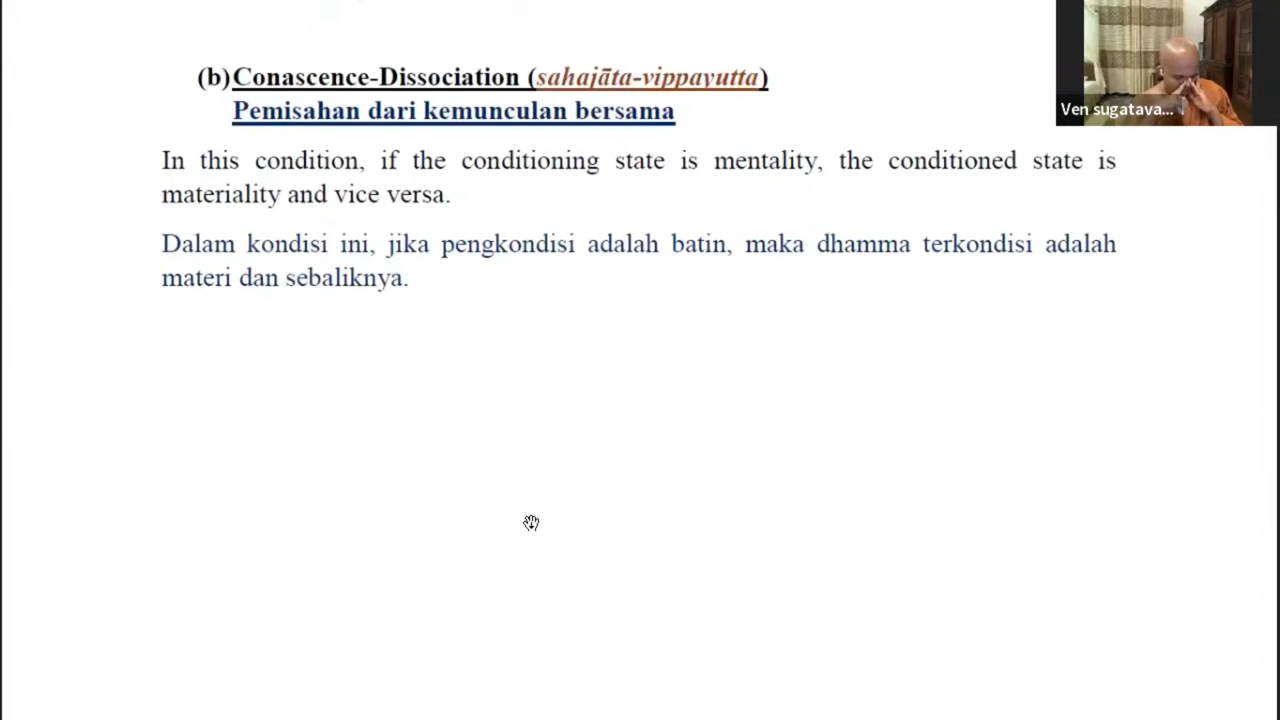 (b) Conascence-Dissociation (sahajāta-vippayutta)
Pemisahan dari kemunculan bersama
In this condition, if the conditioning state is mentality, the conditioned state is
materiality and vice versa.
Dalam kondisi ini, jika pengkondisi adalah batin, maka dhamma terkondisi adalah
materi dan sebaliknya.
Ven sugatava...